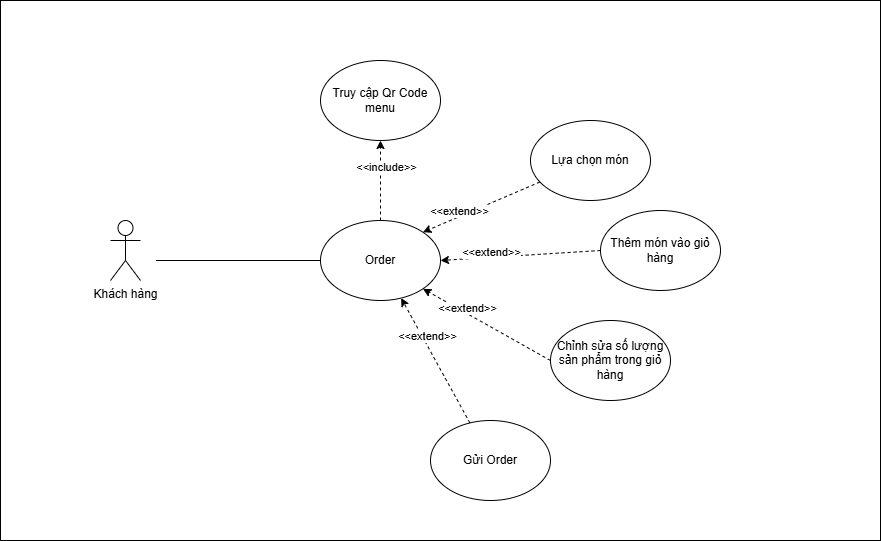 Truy cập Qr Code
menu
<<include>>
Lựa chọn món
<<extend>>
Thêm món vào giỏ
hàng
<<extend>>
Order
Khách hàng
<<extend>>
<<extend>>
Chỉnh sửa số lượng
sản phẩm trong giỏ
hàng
Gửi Order